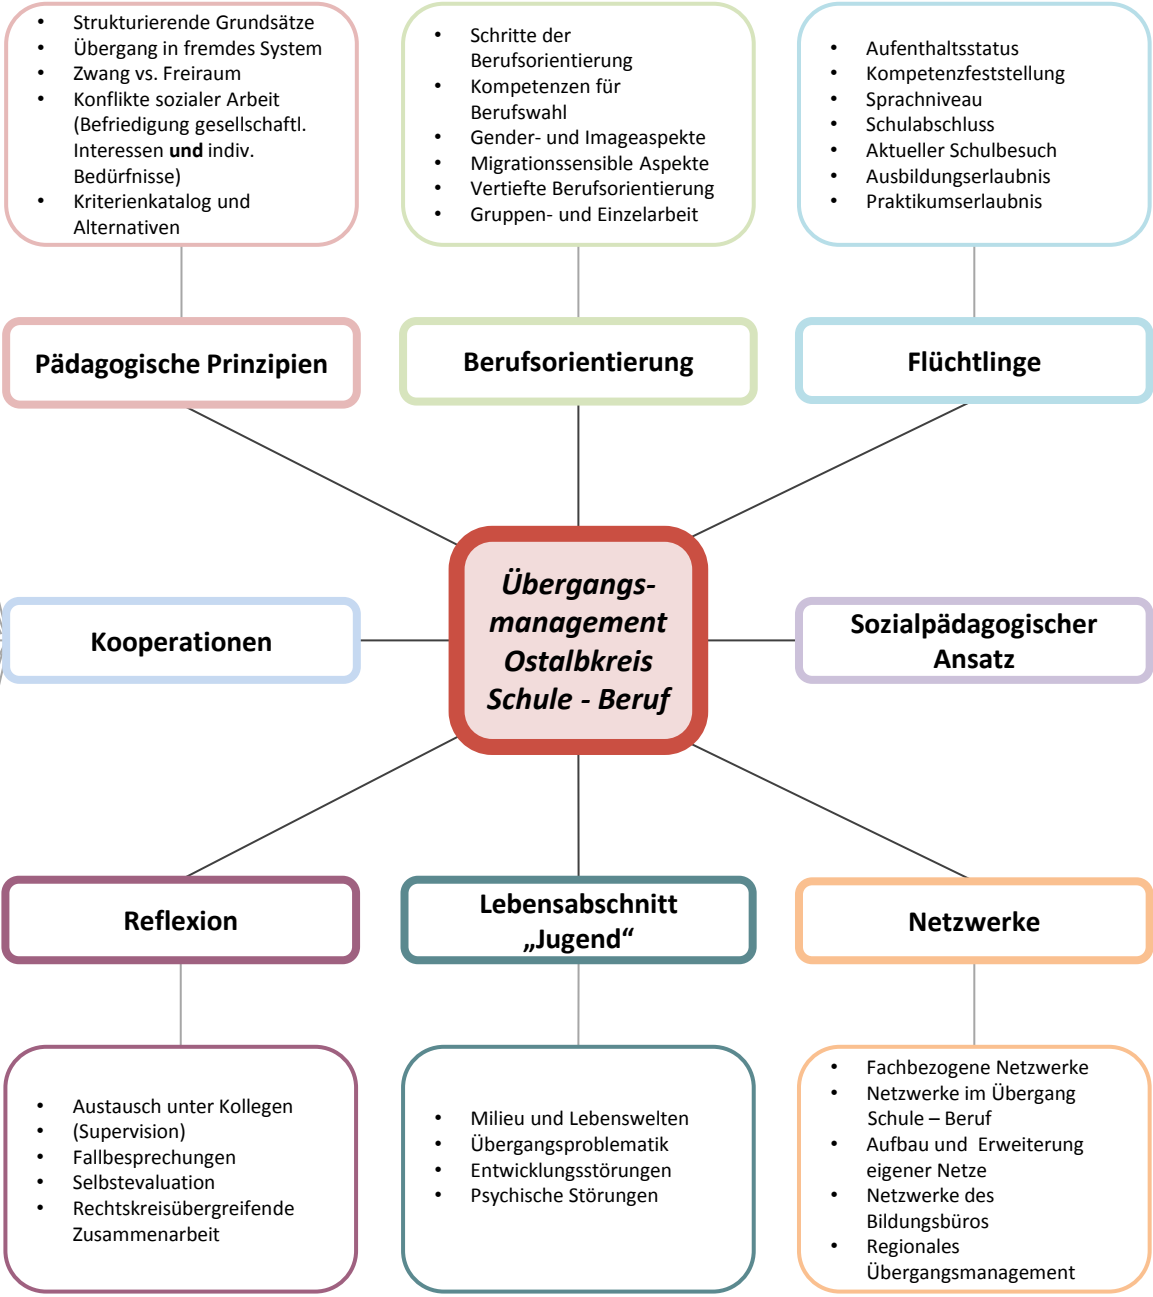 • Strukturierende Grundsätze
• Übergang in fremdes System
• Zwang vs. Freiraum
• Konflikte sozialer Arbeit
(Befriedigung gesellschaftl.
Interessen und indiv.
Bedürfnisse)
• Kriterienkatalog und
Alternativen
• Schritte der
Berufsorientierung
• Kompetenzen für
Berufswahl
• Gender- und Imageaspekte
• Migrationssensible Aspekte
• Vertiefte Berufsorientierung
• Gruppen- und Einzelarbeit
• Aufenthaltsstatus
• Kompetenzfeststellung
• Sprachniveau
• Schulabschluss
• Aktueller Schulbesuch
• Ausbildungserlaubnis
• Praktikumserlaubnis
Pädagogische Prinzipien
Berufsorientierung
Flüchtlinge
Kooperationen
Übergangs-
management
Ostalbkreis
Schule - Beruf
Sozialpädagogischer
Ansatz
Reflexion
Lebensabschnitt
„Jugend“
Netzwerke
• Austausch unter Kollegen
• (Supervision)
• Fallbesprechungen
• Selbstevaluation
• Rechtskreisübergreifende
Zusammenarbeit
• Milieu und Lebenswelten
• Übergangsproblematik
• Entwicklungsstörungen
• Psychische Störungen
• Fachbezogene Netzwerke
• Netzwerke im Übergang
Schule – Beruf
• Aufbau und Erweiterung
eigener Netze
• Netzwerke des
Bildungsbüros
• Regionales
Übergangsmanagement